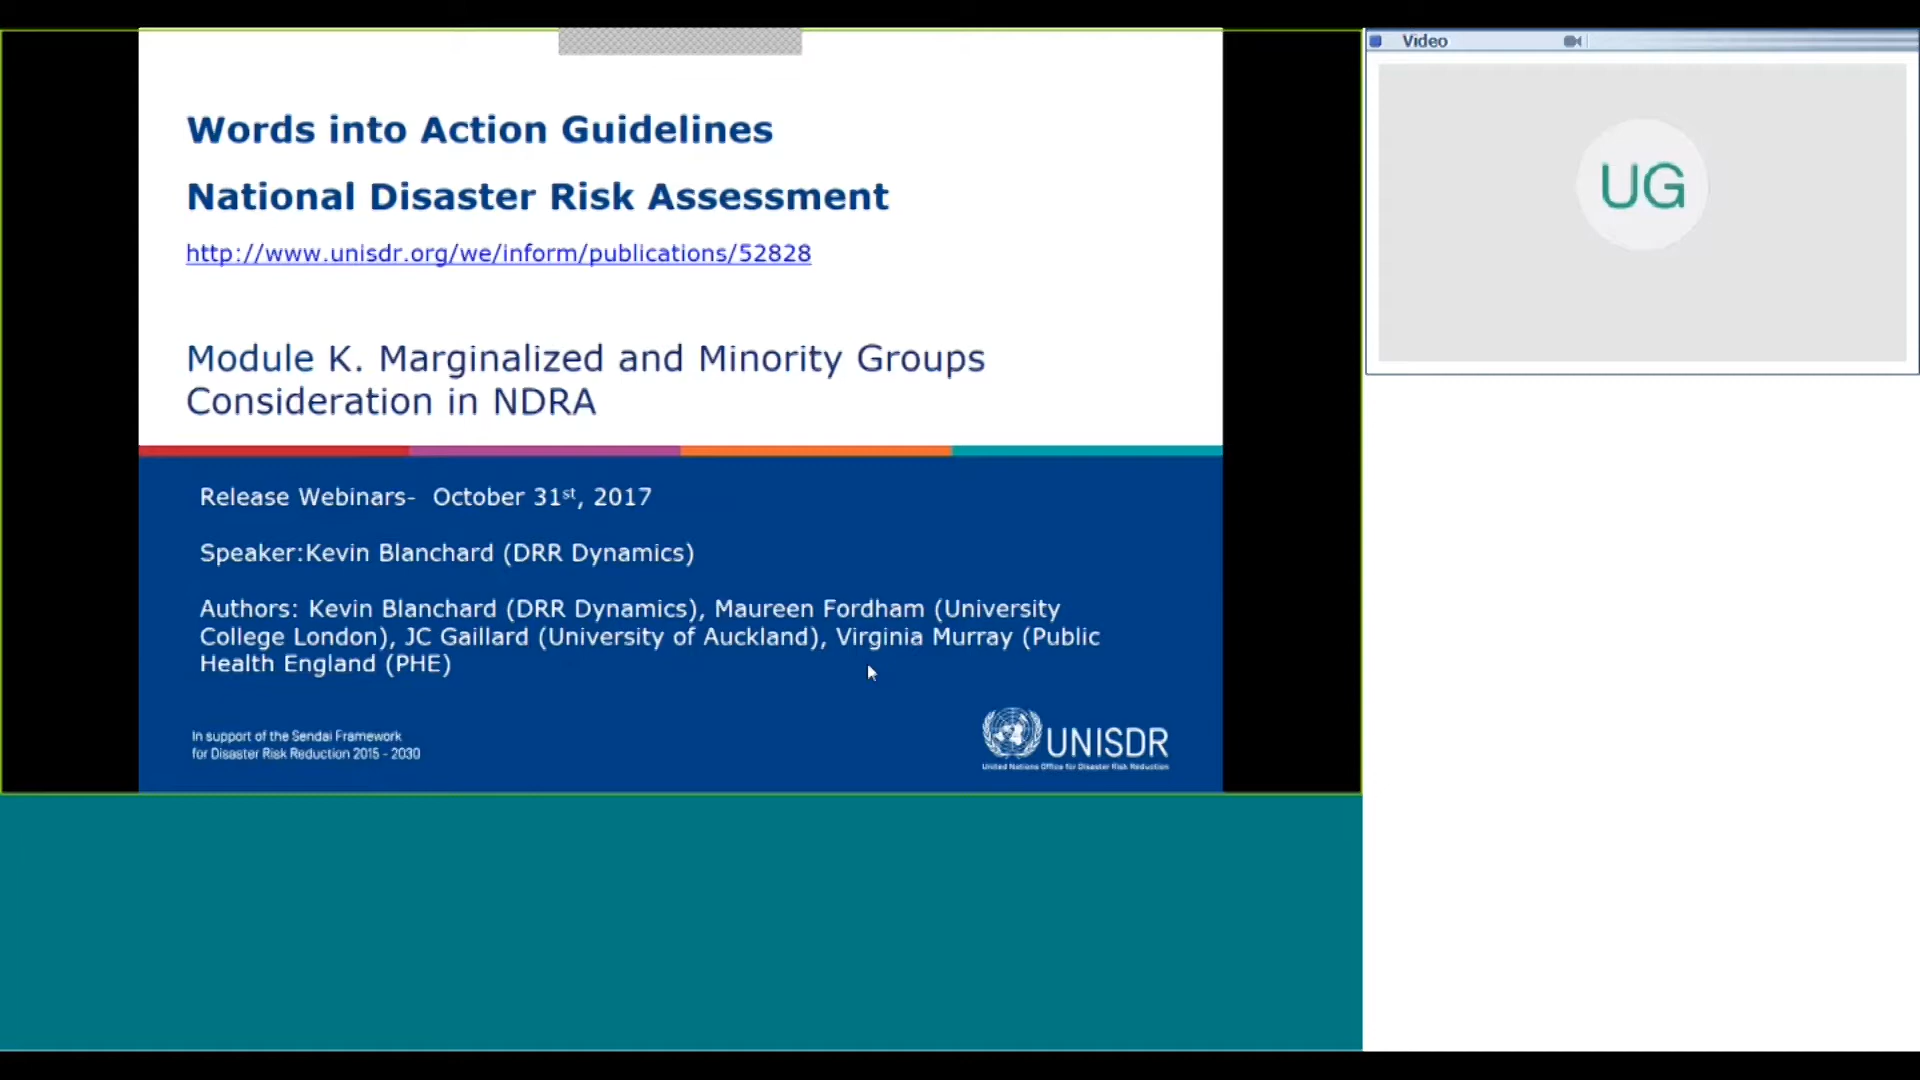 Words into Action Guidelines
National Disaster Risk Assessment
http://www.unisdr.org/we/inform/publications/52828
Module K. Marginalized and Minority Groups
Consideration in NDRA
Release Webinars- October 31st, 2017
Speaker:Kevin Blanchard (DRR Dynamics)
Authors: Kevin Blanchard (DRR Dynamics), Maureen Fordham (University
College London), JC Gaillard (University of Auckland), Virginia Murray (Public
Health England (PHE)
In support of the Sendai Framework
for Disaster Risk Reduction 2015 - 2030
UNISDR
United Nations Office for Disaster Risk Reduction
Video
UG